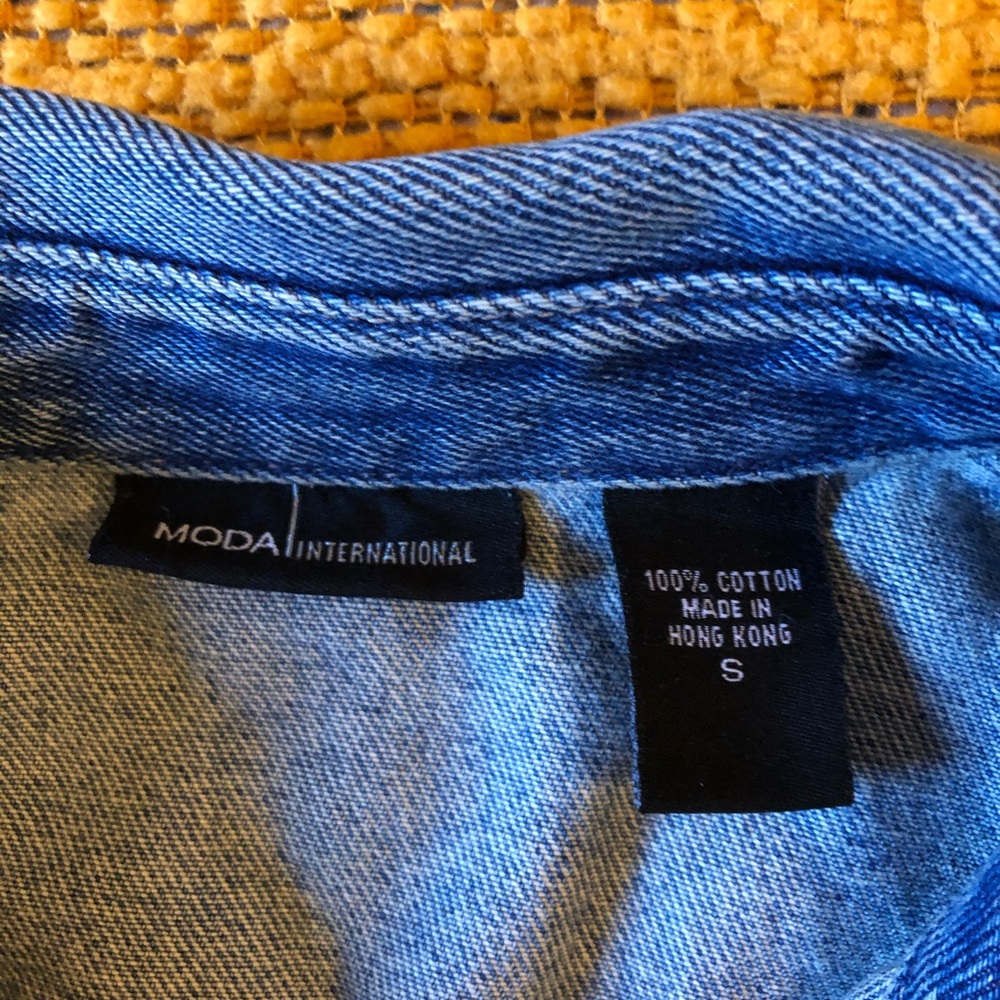 MODA INTERNATIONAL
100% COTTON
MADE IN
HONG KONG
S